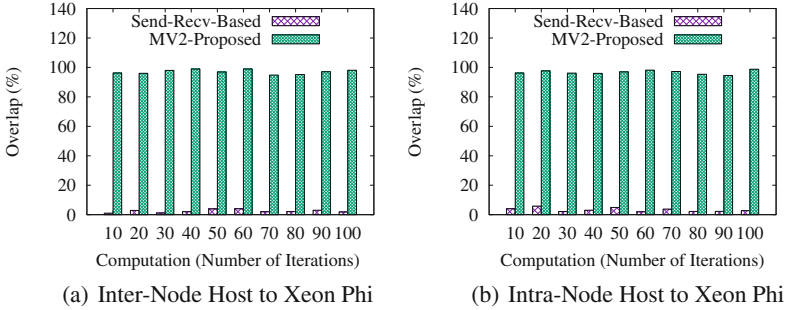 140
120
100
80
60
40
20
0
Overlap (%)
Send-Recv-Based
MV2-Proposed
10 20 30 40 50 60 70 80 90 100
Computation (Number of Iterations)
(a) Inter-Node Host to Xeon Phi
140
120
100
80
60
40
20
0
Overlap (%)
Send-Recv-Based
MV2-Proposed
10 20 30 40 50 60 70 80 90 100
Computation (Number of Iterations)
(b) Intra-Node Host to Xeon Phi